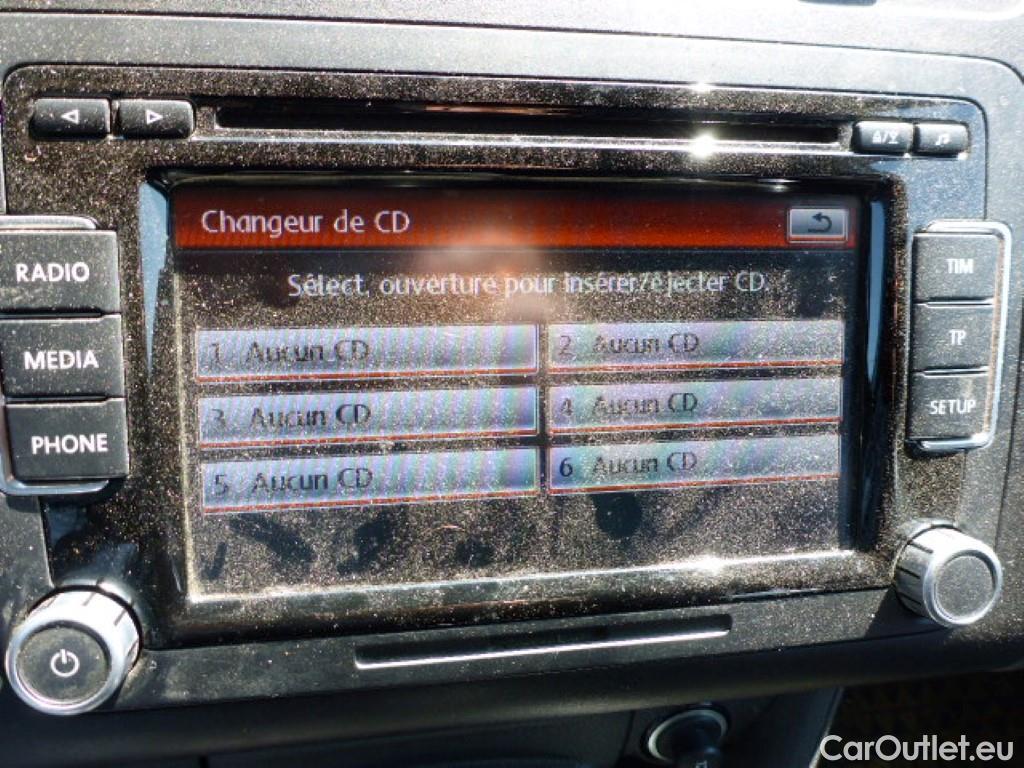 Changeur de CD
Sélect. ouverture pour insérer/éjecter CD.
RADIO
MEDIA
PHONE
1 Aucun CD
2 Aucun CD
3 Aucun CD
4 Aucun CD
5 Aucun CD
6 Aucun CD
TIM
TP
SETUP
CarOutlet.eu